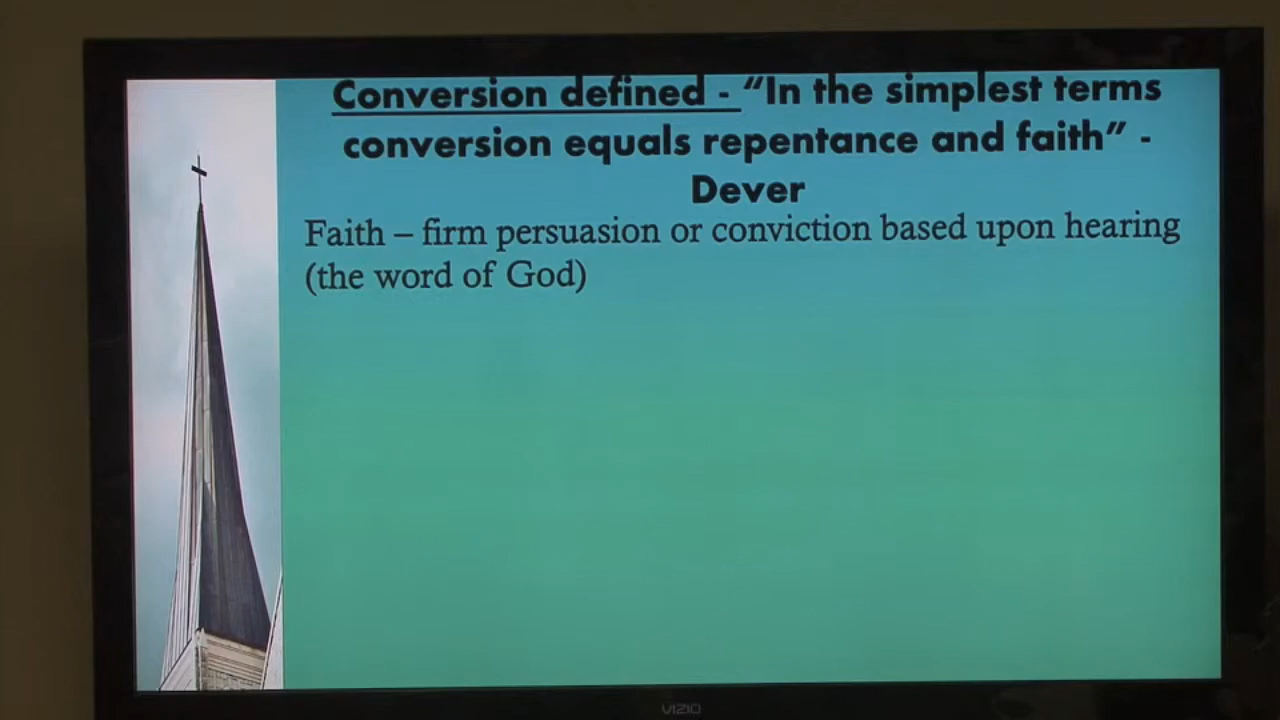 Conversion defined - “In the simplest terms
conversion equals repentance and faith” -
Dever
Faith – firm persuasion or conviction based upon hearing
(the word of God)
VIZIO